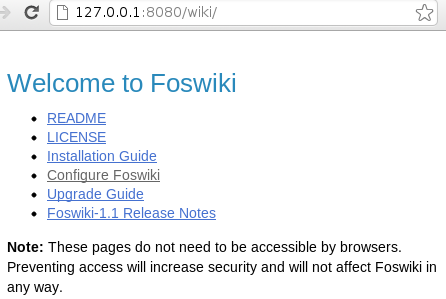 127.0.0.1:8080/wiki/
Welcome to Foswiki
README
LICENSE
Installation Guide
Configure Foswiki
Upgrade Guide
Foswiki-1.1 Release Notes
Note: These pages do not need to be accessible by browsers.
Preventing access will increase security and will not affect Foswiki in
any way.